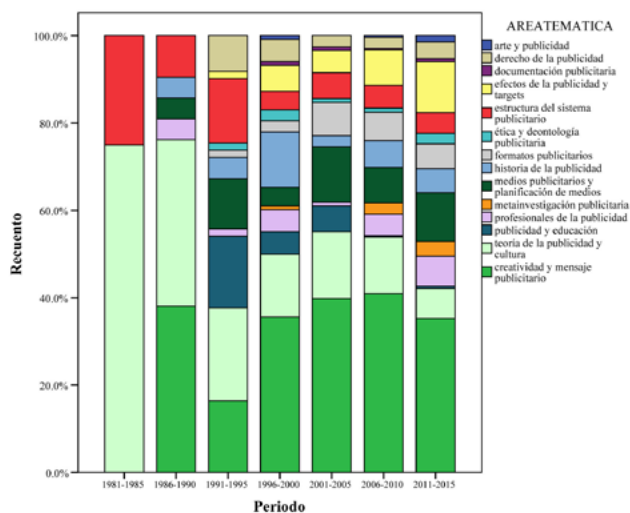 AREATEMATICA
arte y publicidad
derecho de la publicidad
documentación publicitaria
efectos de la publicidad y
targets
estructura del sistema
publicitario
ética y deontología
publicitaria
formatos publicitarios
historia de la publicidad
medios publicitarios y
planificación de medios
metainvestigación publicitaria
profesionales de la publicidad
publicidad y educación
teoría de la publicidad y
cultura
creatividad y mensaje
publicitario
Recuento
100.0%
80.0%
60.0%
40.0%
20.0%
0.0%
1981-1985 1986-1990 1991-1995 1996-2000 2001-2005 2006-2010 2011-2015
Periodo